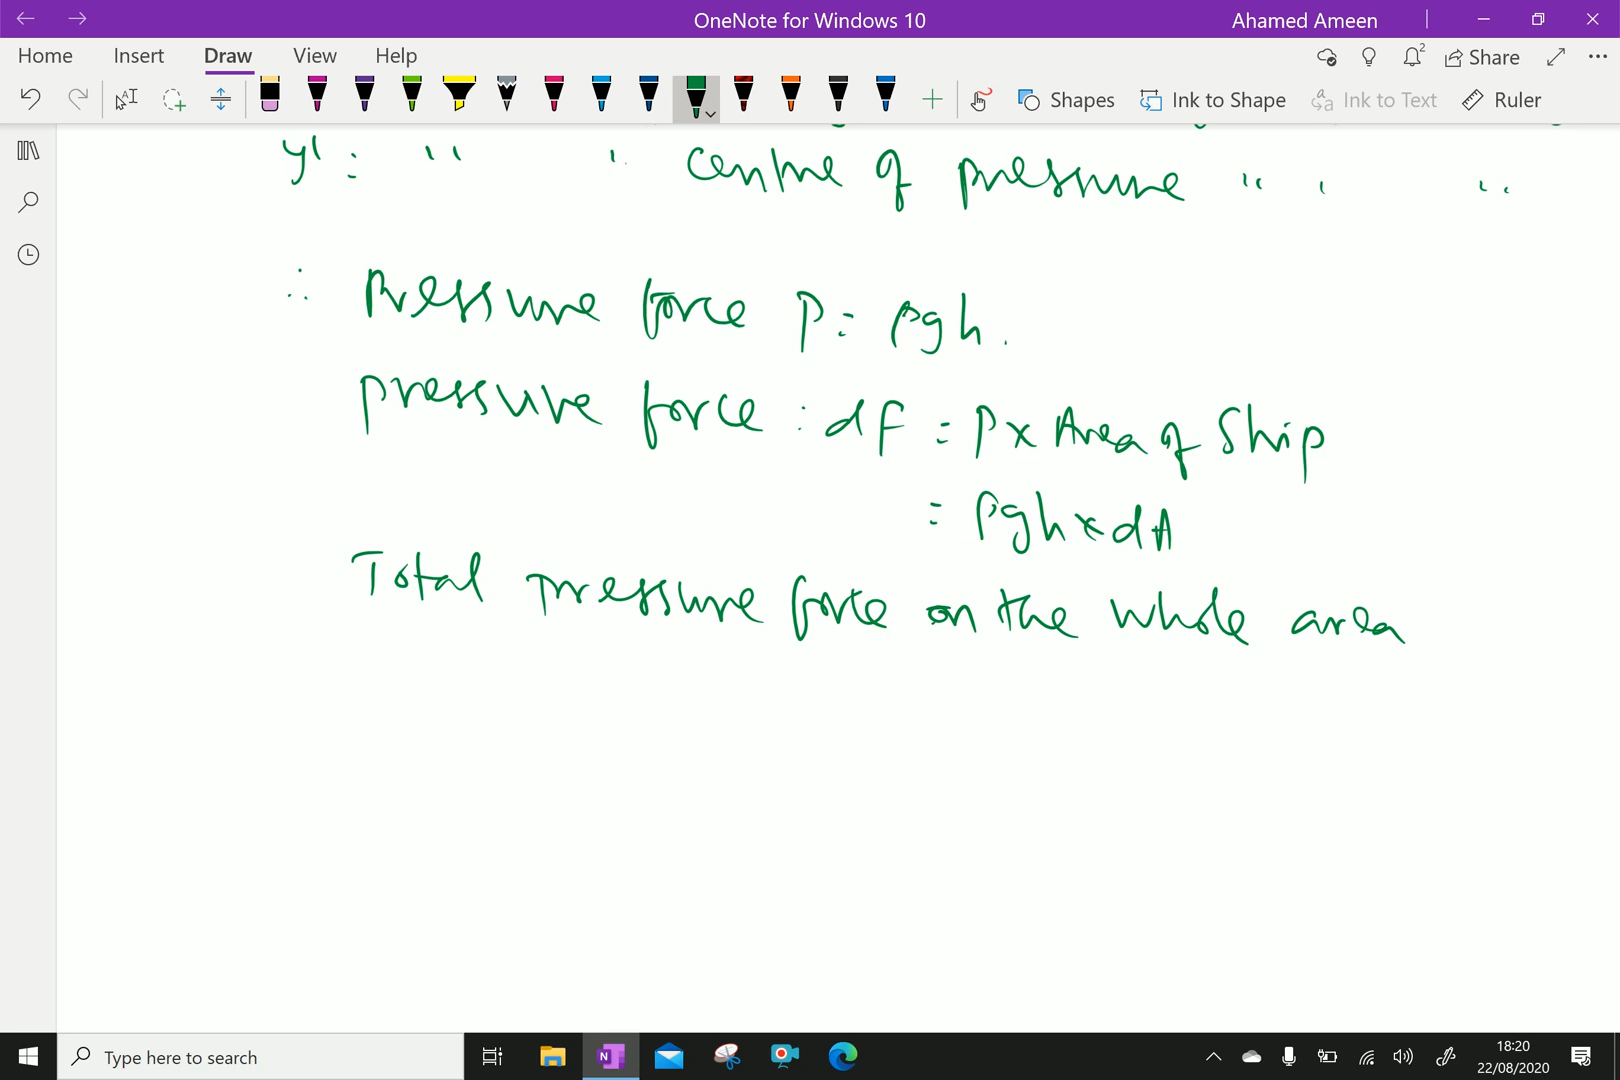 OneNote for Windows 10
Ahamed Ameen
Home Insert Draw View Help
2 Share
Shapes Ink to Shape Ink to Text Ruler
y' : " " centre of pressure " " "
∴ Pressure force P = ρgh.
pressure force : dF = P x Area of Ship
= ρgh x dA
Total pressure force on the whole area
Type here to search
18:20
22/08/2020